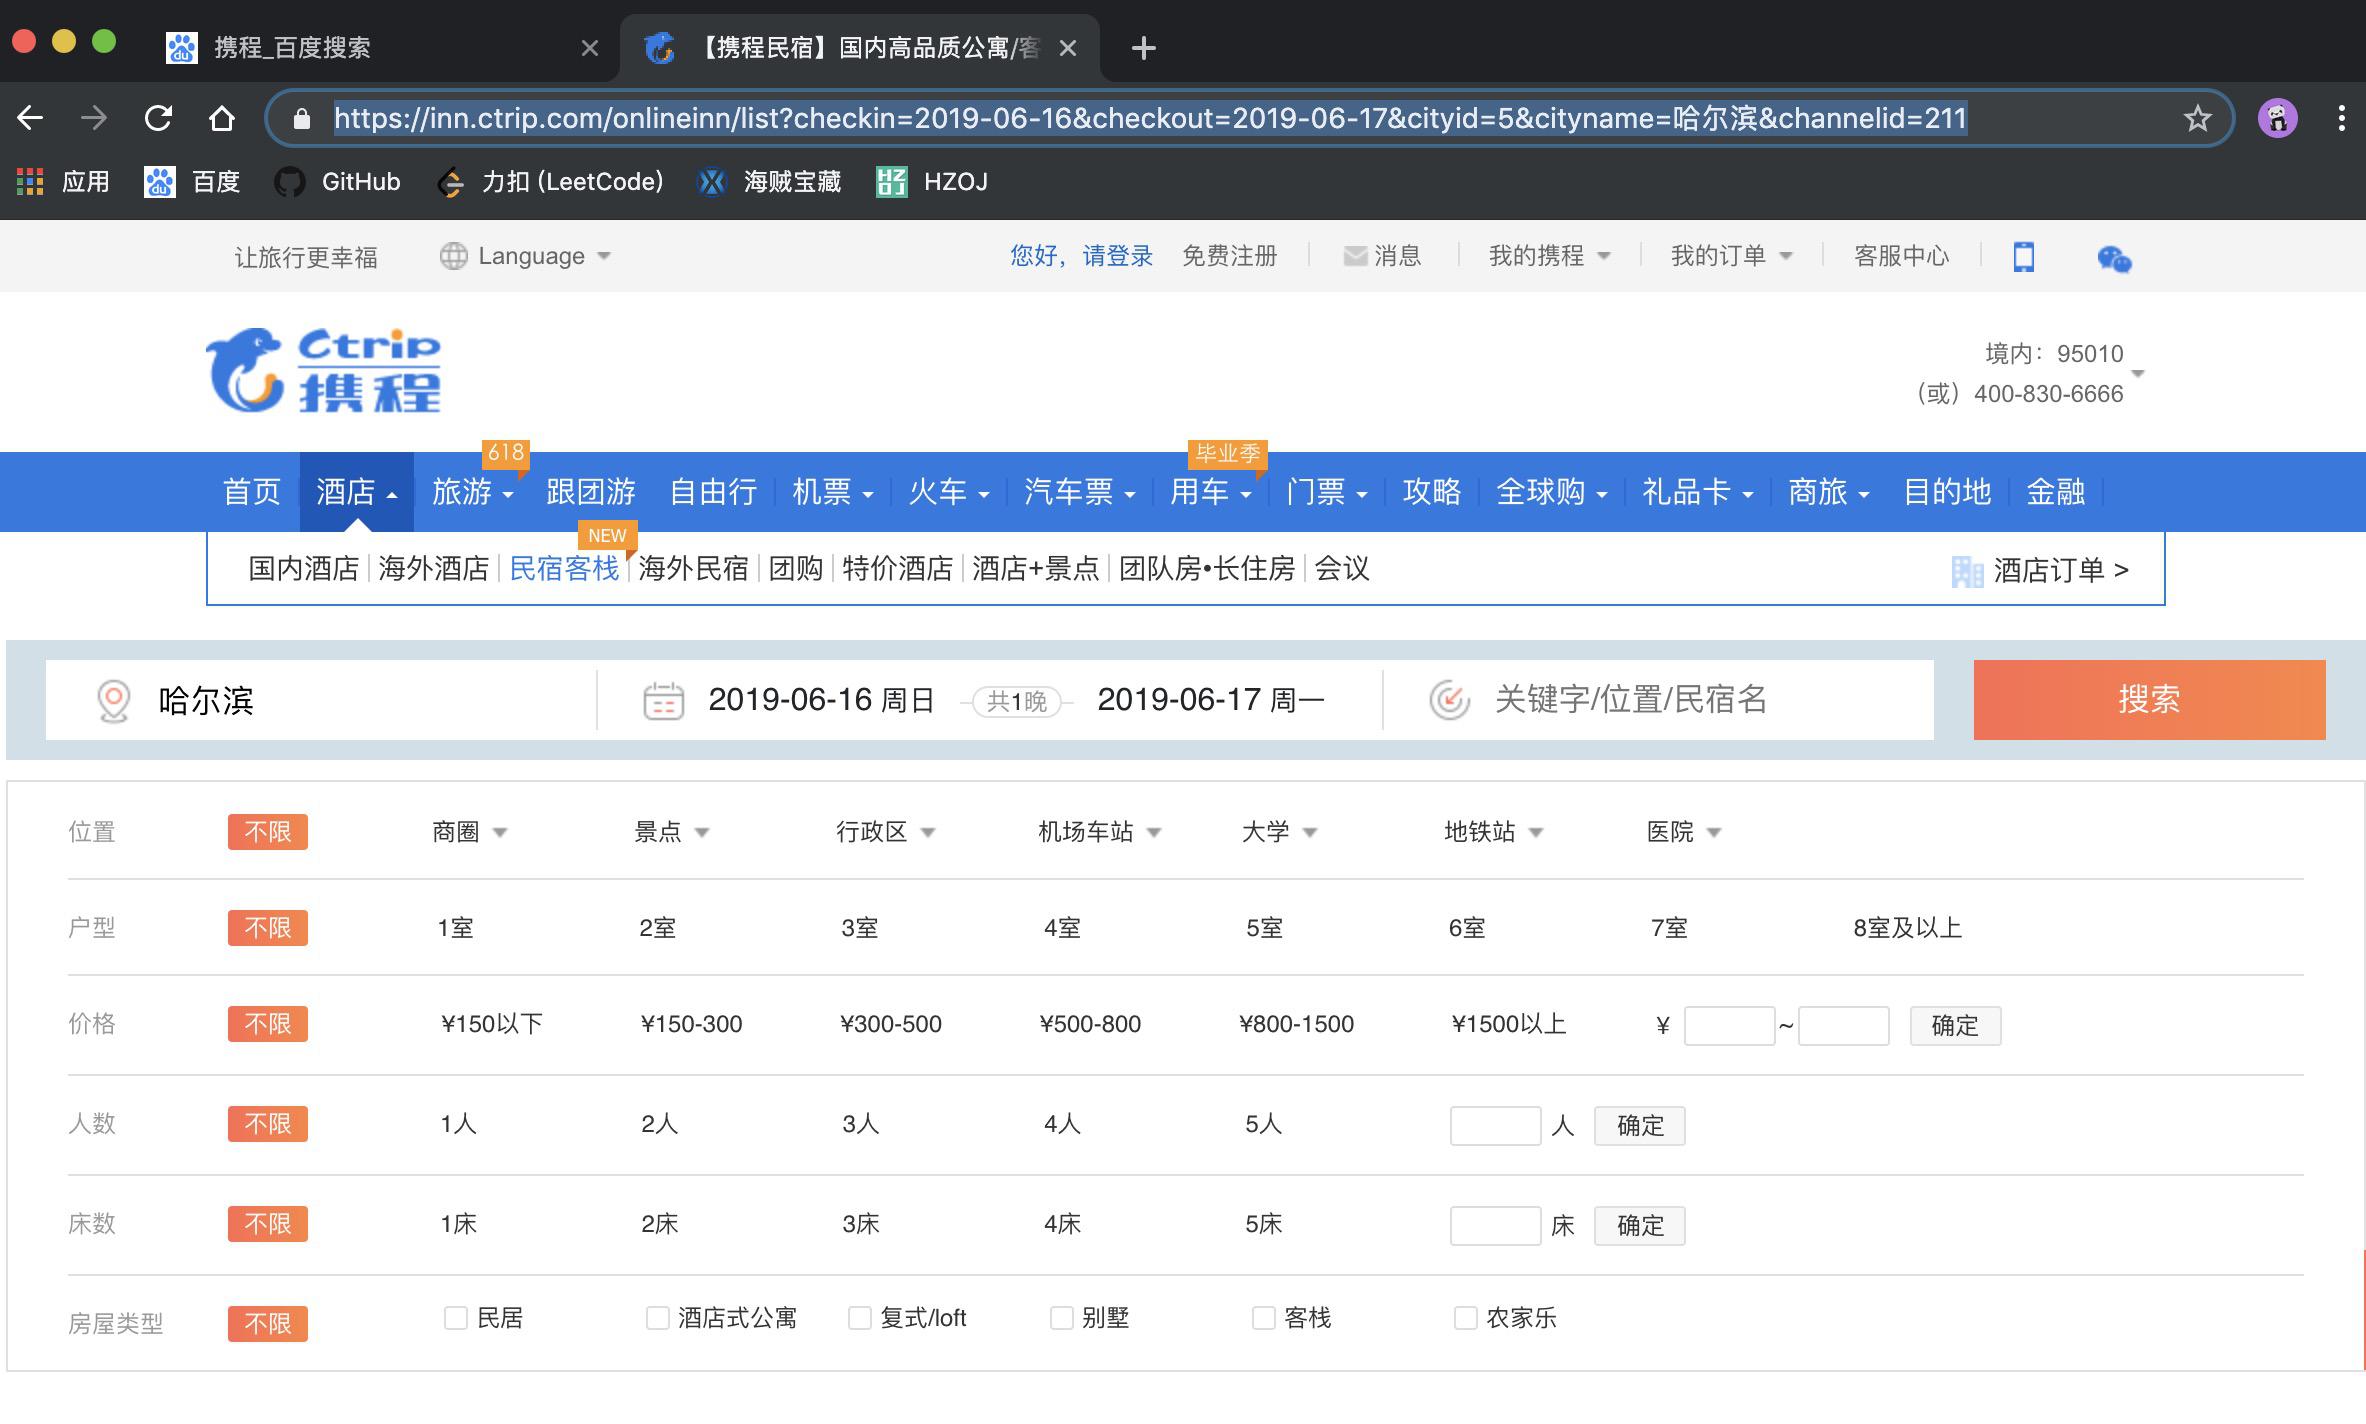 携程_百度搜索
【携程民宿】国内高品质公寓/客
https://inn.ctrip.com/onlineinn/list?checkin=2019-06-16&checkout=2019-06-17&cityid=5&cityname=哈尔滨&channelid=211
应用 百度 GitHub 力扣 (LeetCode) 海贼宝藏 HZOJ
让旅行更幸福 Language 您好，请登录 免费注册 消息 我的携程 我的订单 客服中心
Ctrip
携程
境内：95010
（或）400-830-6666
618 毕业季
首页 酒店 旅游 跟团游 自由行 机票 火车 汽车票 用车 门票 攻略 全球购 礼品卡 商旅 目的地 金融
NEW
国内酒店 海外酒店 民宿客栈 海外民宿 团购 特价酒店 酒店+景点 团队房•长住房 会议 酒店订单 >
哈尔滨 2019-06-16 周日 共1晚 2019-06-17 周一 关键字/位置/民宿名 搜索
位置 不限 商圈 景点 行政区 机场车站 大学 地铁站 医院
户型 不限 1室 2室 3室 4室 5室 6室 7室 8室及以上
价格 不限 ¥150以下 ¥150-300 ¥300-500 ¥500-800 ¥800-1500 ¥1500以上 ¥ ~ 确定
人数 不限 1人 2人 3人 4人 5人 人 确定
床数 不限 1床 2床 3床 4床 5床 床 确定
房屋类型 不限 民居 酒店式公寓 复式/loft 别墅 客栈 农家乐